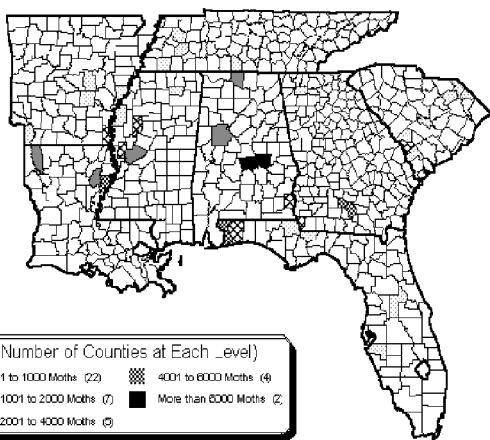 Number of Counties at Each Level)
1 to 1000 Moths (22)
4001 to 6000 Moths (4)
1001 to 2000 Moths (7)
More than 6000 Moths (2)
2001 to 4000 Moths (5)